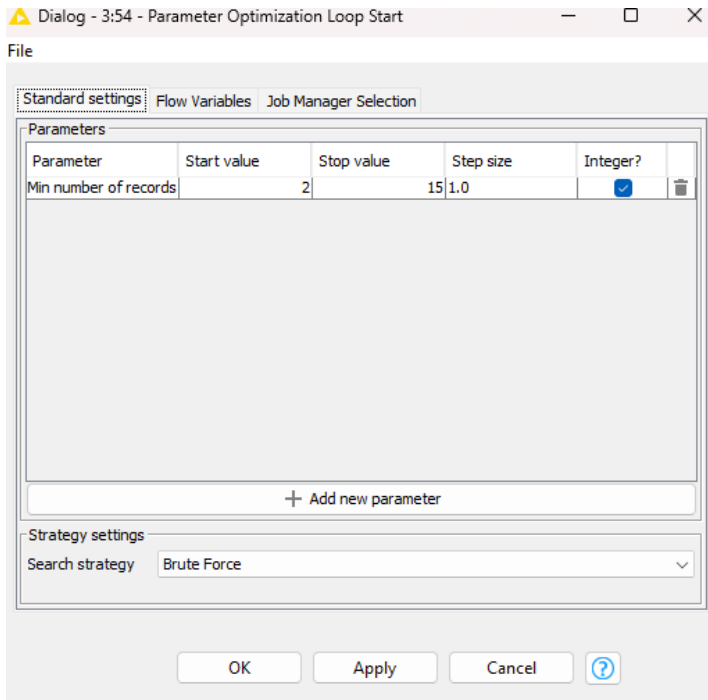 Dialog - 3:54 - Parameter Optimization Loop Start
File
Standard settings Flow Variables Job Manager Selection
Parameters
Parameter Start value Stop value Step size Integer?
Min number of records 2 15 1.0
+ Add new parameter
Strategy settings
Search strategy Brute Force
OK Apply Cancel ?